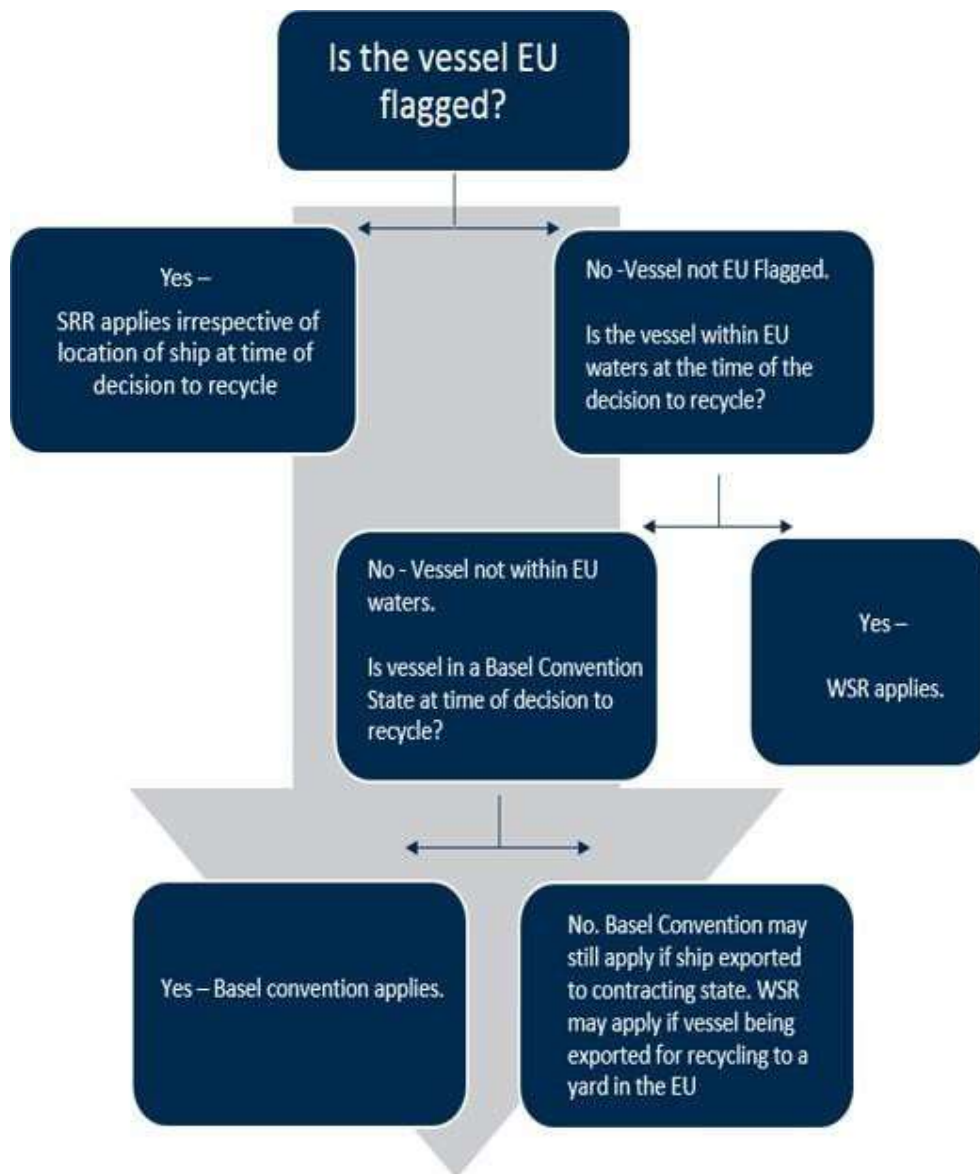 Is the vessel EU
flagged?
Yes –
SRR applies irrespective of
location of ship at time of
decision to recycle
No -Vessel not EU Flagged.
Is the vessel within EU
waters at the time of the
decision to recycle?
No - Vessel not within EU
waters.
Is vessel in a Basel Convention
State at time of decision to
recycle?
Yes –
WSR applies.
Yes – Basel convention applies.
No. Basel Convention may
still apply if ship exported
to contracting state. WSR
may apply if vessel being
exported for recycling to a
yard in the EU